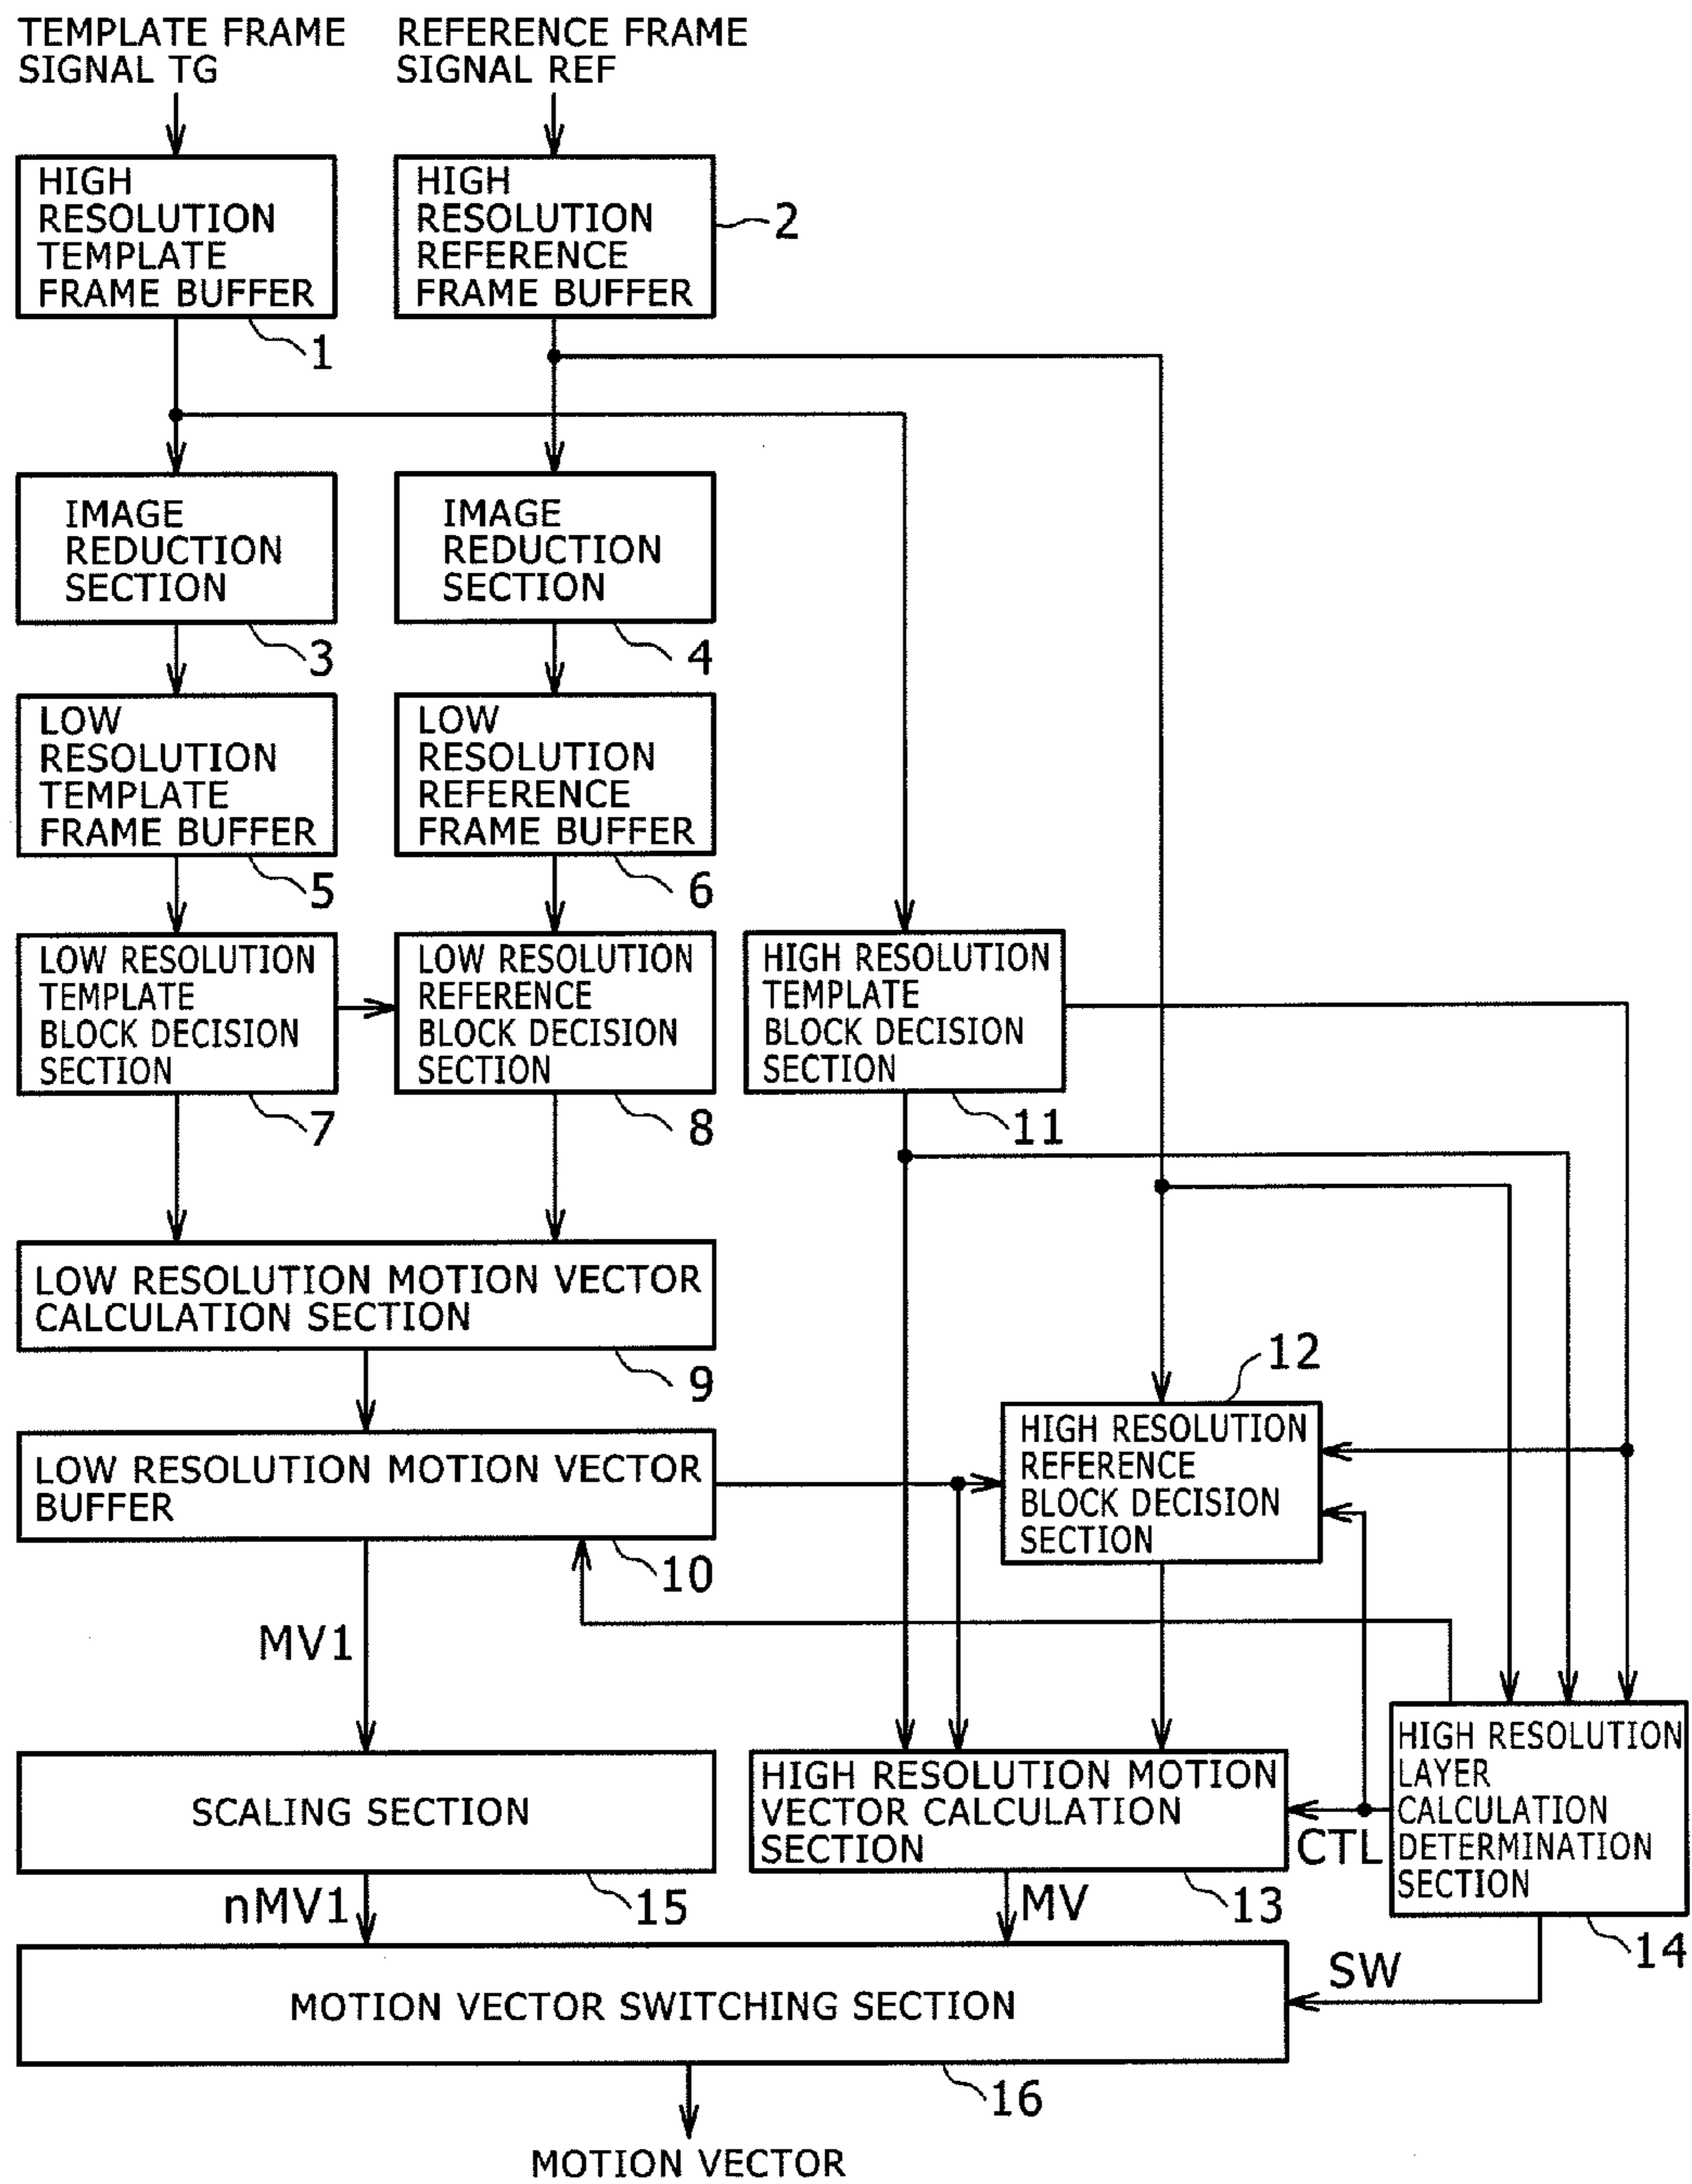 TEMPLATE FRAME
SIGNAL TG
REFERENCE FRAME
SIGNAL REF
HIGH
RESOLUTION
TEMPLATE
FRAME BUFFER
1
HIGH
RESOLUTION
REFERENCE
FRAME BUFFER
2
IMAGE
REDUCTION
SECTION
3
IMAGE
REDUCTION
SECTION
4
LOW
RESOLUTION
TEMPLATE
FRAME BUFFER
5
LOW
RESOLUTION
REFERENCE
FRAME BUFFER
6
LOW RESOLUTION
TEMPLATE
BLOCK DECISION
SECTION
7
LOW RESOLUTION
REFERENCE
BLOCK DECISION
SECTION
8
HIGH RESOLUTION
TEMPLATE
BLOCK DECISION
SECTION
11
LOW RESOLUTION MOTION VECTOR
CALCULATION SECTION
9
12
HIGH RESOLUTION
REFERENCE
BLOCK DECISION
SECTION
LOW RESOLUTION MOTION VECTOR
BUFFER
10
MV1
SCALING SECTION
15
HIGH RESOLUTION MOTION
VECTOR CALCULATION
SECTION
13
CTL
HIGH RESOLUTION
LAYER
CALCULATION
DETERMINATION
SECTION
14
nMV1
MV
SW
MOTION VECTOR SWITCHING SECTION
16
MOTION VECTOR